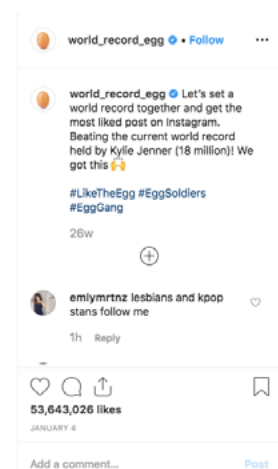 world_record_egg • Follow
world_record_egg Let's set a
world record together and get the
most liked post on Instagram.
Beating the current world record
held by Kylie Jenner (18 million)! We
got this 🙌
#LikeTheEgg #EggSoldiers
#EggGang
26w
emlymrtnz lesbians and kpop
stans follow me
1h Reply
53,643,026 likes
JANUARY 4
Add a comment... Post